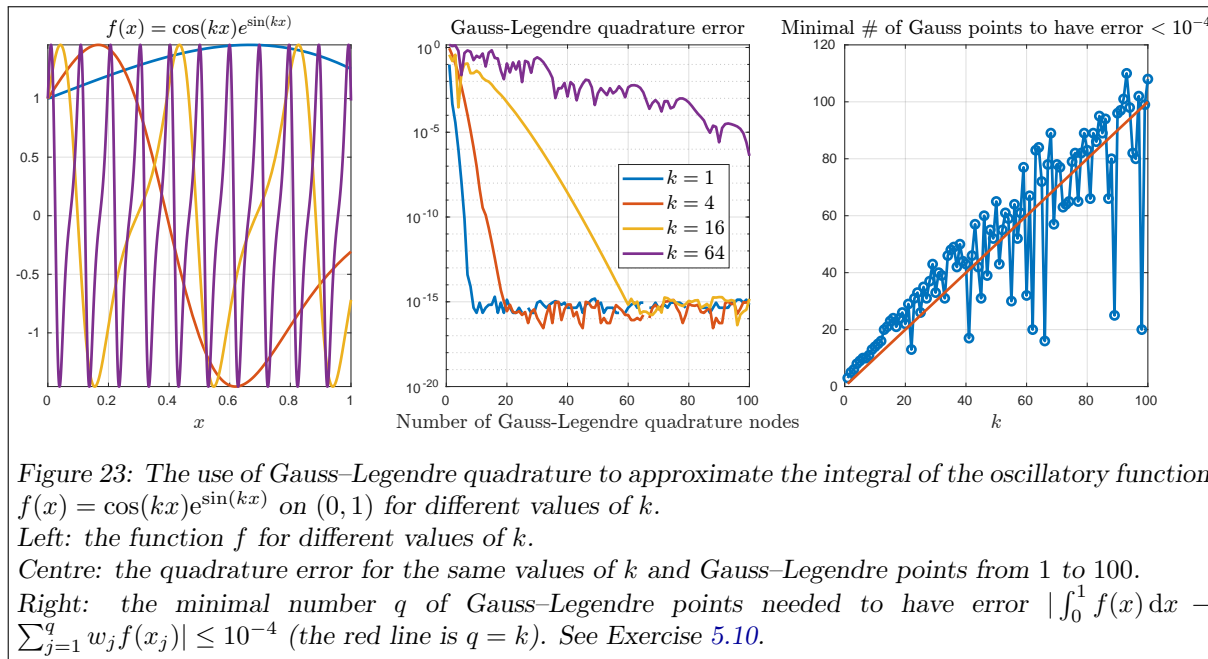 f(x) = cos(kx)e^{sin(kx)}
1
0.5
0
-0.5
-1
0 0.2 0.4 0.6 0.8 1
x
Gauss-Legendre quadrature error
10^0
10^{-5}
10^{-10}
10^{-15}
10^{-20}
k = 1
k = 4
k = 16
k = 64
0 20 40 60 80 100
Number of Gauss-Legendre quadrature nodes
Minimal # of Gauss points to have error < 10^{-4}
120
100
80
60
40
20
0
0 20 40 60 80 100
k
Figure 23: The use of Gauss–Legendre quadrature to approximate the integral of the oscillatory function
f(x) = cos(kx)e^{sin(kx)} on (0, 1) for different values of k.
Left: the function f for different values of k.
Centre: the quadrature error for the same values of k and Gauss–Legendre points from 1 to 100.
Right: the minimal number q of Gauss–Legendre points needed to have error |∫_0^1 f(x) dx −
∑_{j=1}^q w_j f(x_j)| ≤ 10^{-4} (the red line is q = k). See Exercise 5.10.